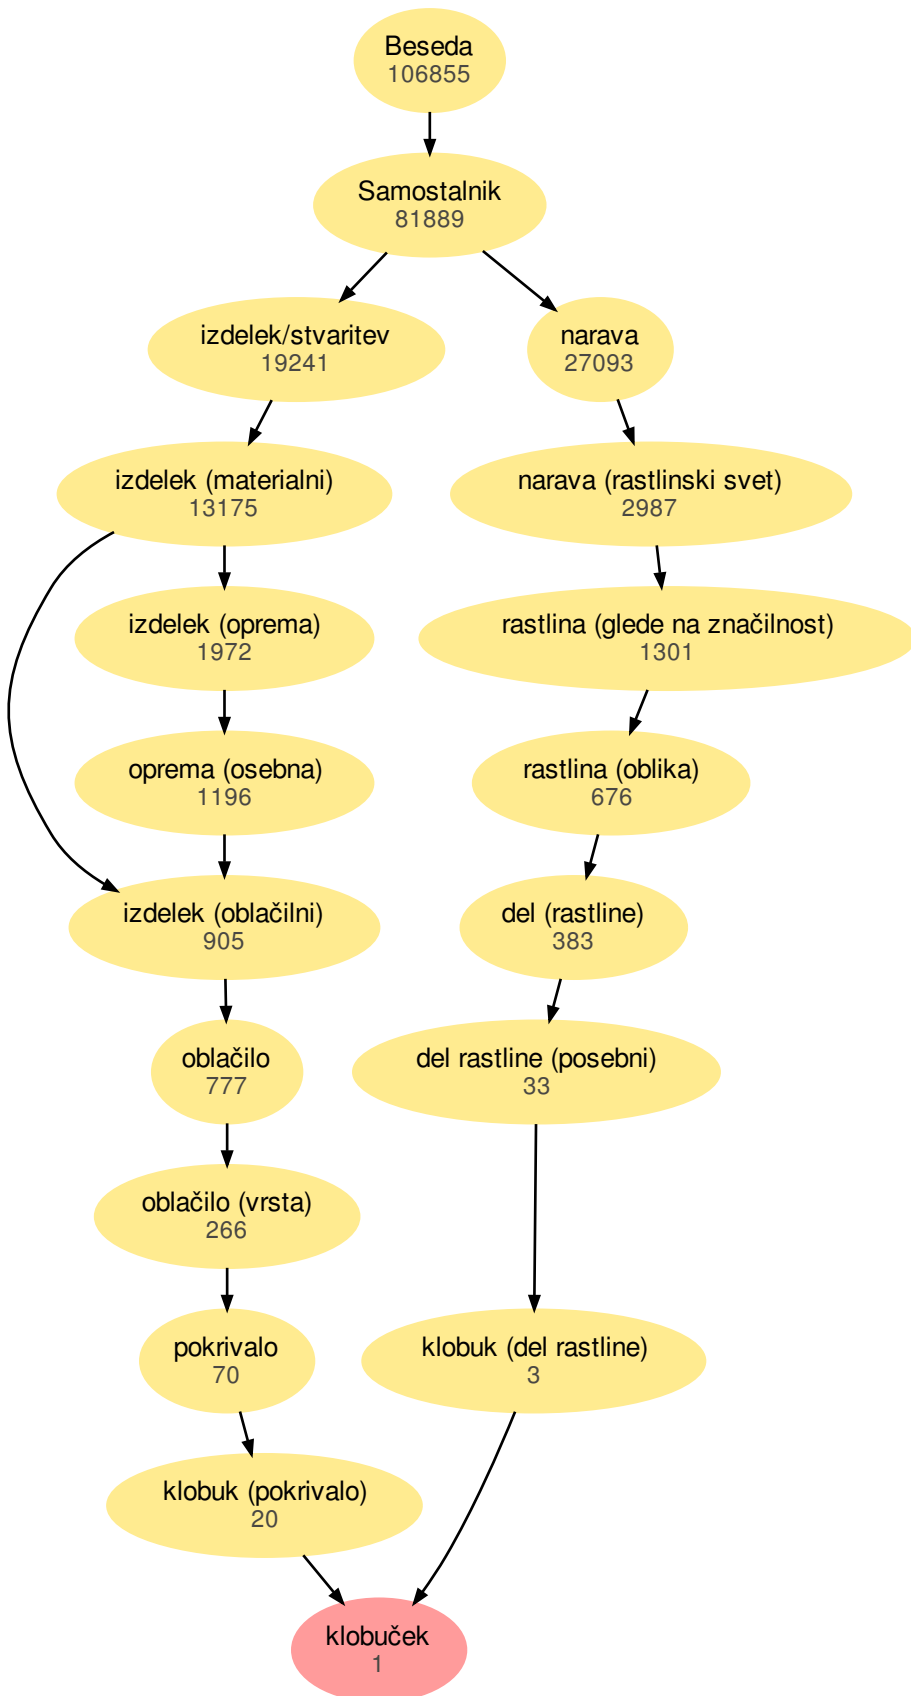 Beseda
106855
Samostalnik
81889
izdelek/stvaritev
19241
narava
27093
izdelek (materialni)
13175
narava (rastlinski svet)
2987
izdelek (oprema)
1972
rastlina (glede na značilnost)
1301
oprema (osebna)
1196
rastlina (oblika)
676
izdelek (oblačilni)
905
del (rastline)
383
oblačilo
777
del rastline (posebni)
33
oblačilo (vrsta)
266
pokrivalo
70
klobuk (del rastline)
3
klobuk (pokrivalo)
20
klobuček
1